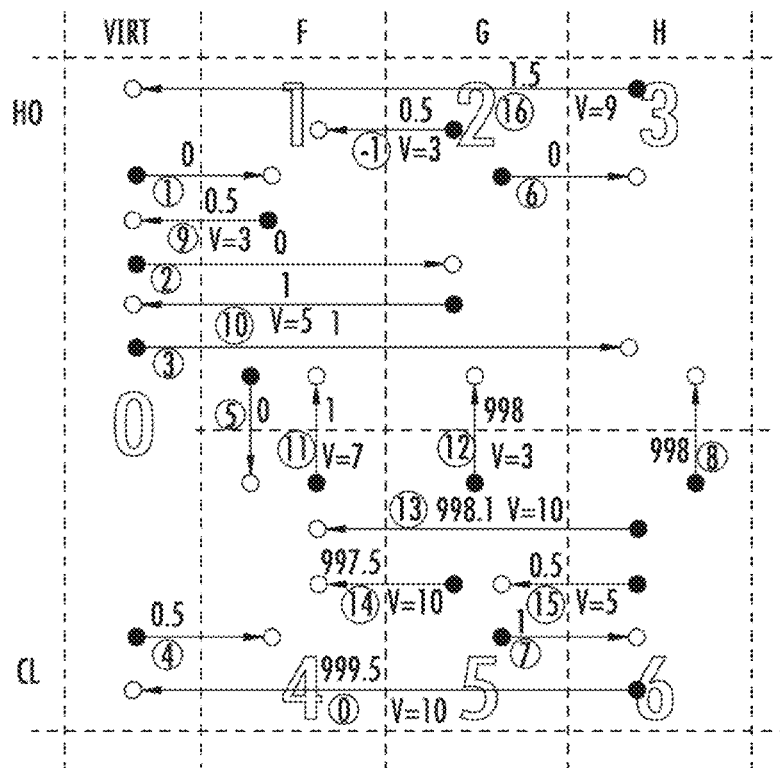 VIRT F G H
1.5
HO 1 2 16 V=9 3
0.5
-1 V=3
0 0
1 6
0.5
9 V=3 0
2
1
10 V=5 1
3
0 5 0 1 998
11 V=7 12 V=3 998 8
13 998.1 V=10
997.5 0.5
14 V=10 15 V=5
0.5 1
4 7
CL 4 999.5 5 6
0 V=10